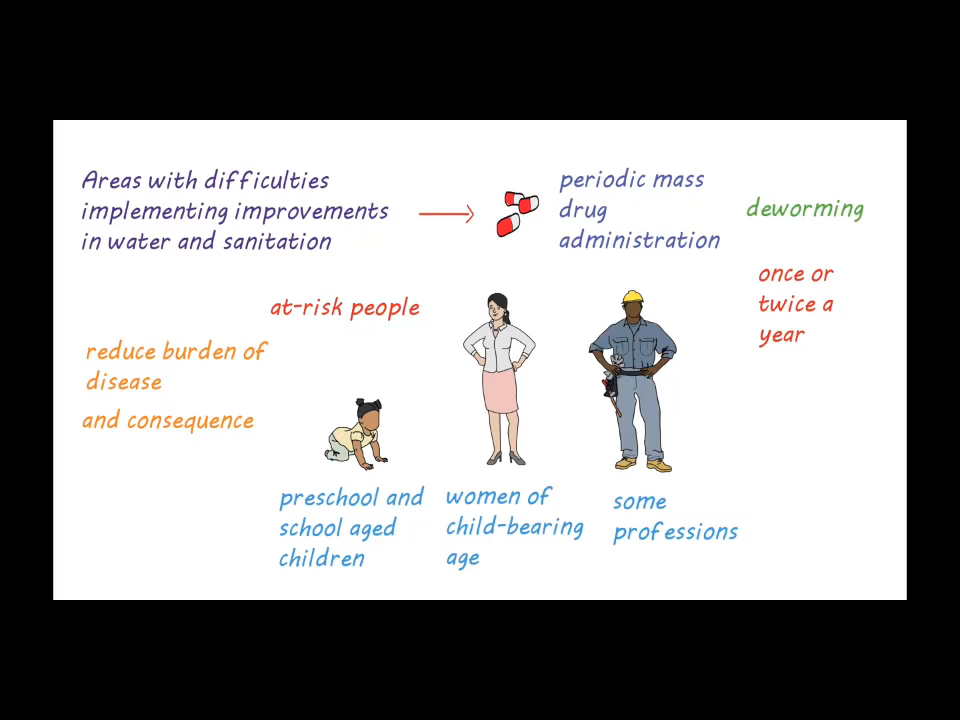 Areas with difficulties
implementing improvements
in water and sanitation
periodic mass
drug
administration
deworming
once or
twice a
year
at-risk people
reduce burden of
disease
and consequence
preschool and
school aged
children
women of
child-bearing
age
some
professions